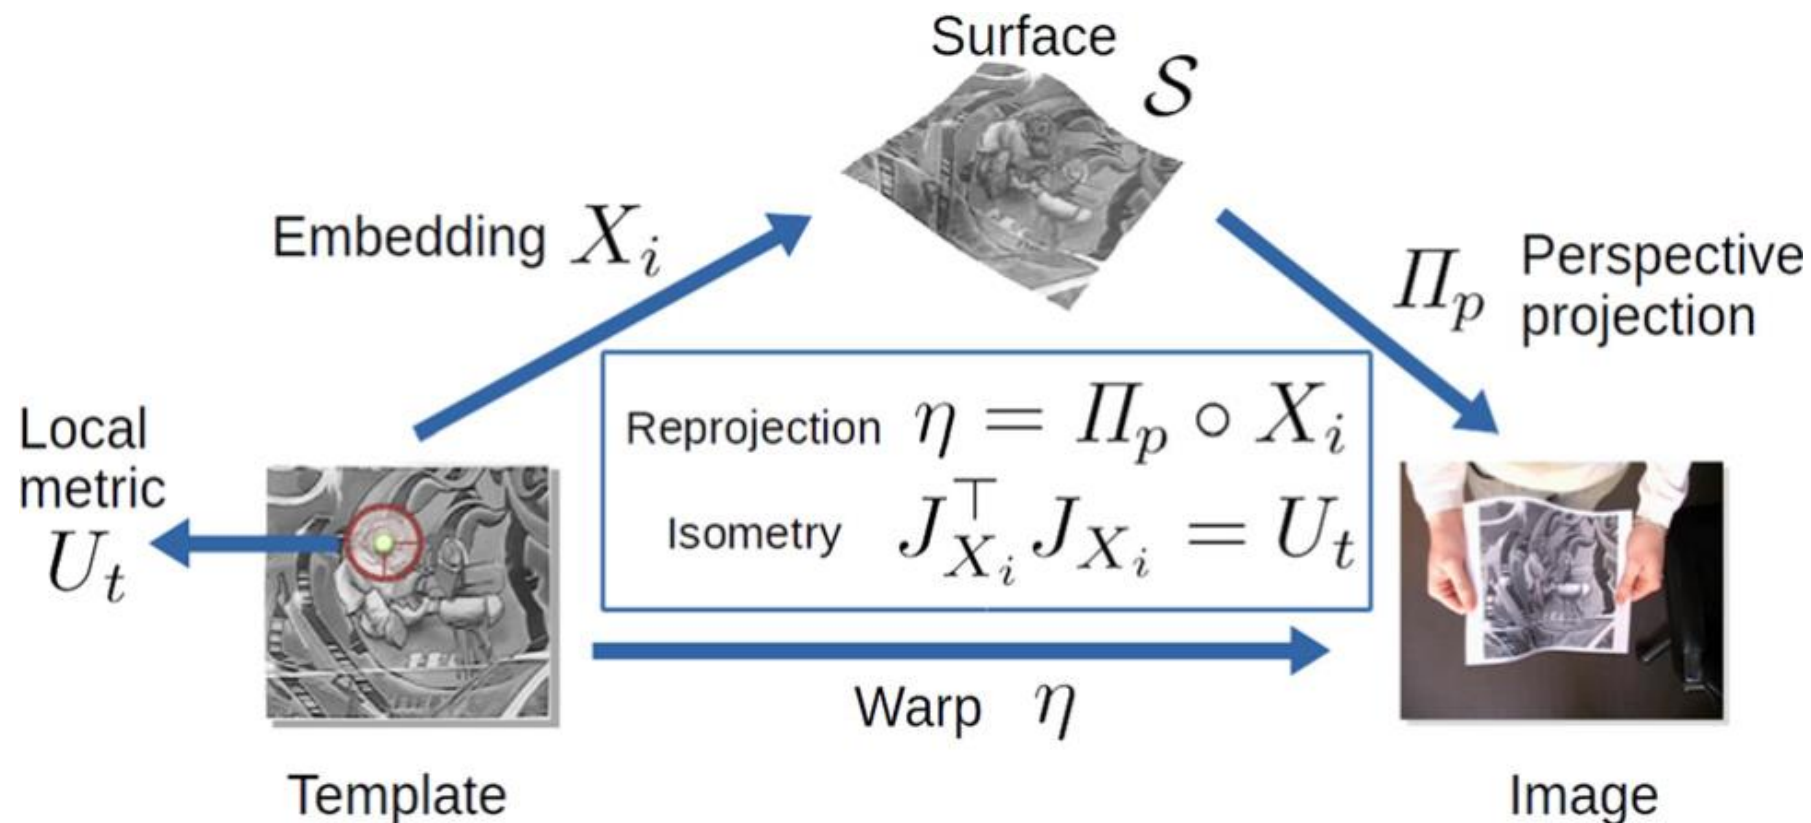 Surface
𝒮
Embedding X_i
Π_p
Perspective
projection
Local
metric
U_t
Reprojection η = Π_p ∘ X_i
Isometry J_{X_i}^⊤ J_{X_i} = U_t
Warp η
Template
Image